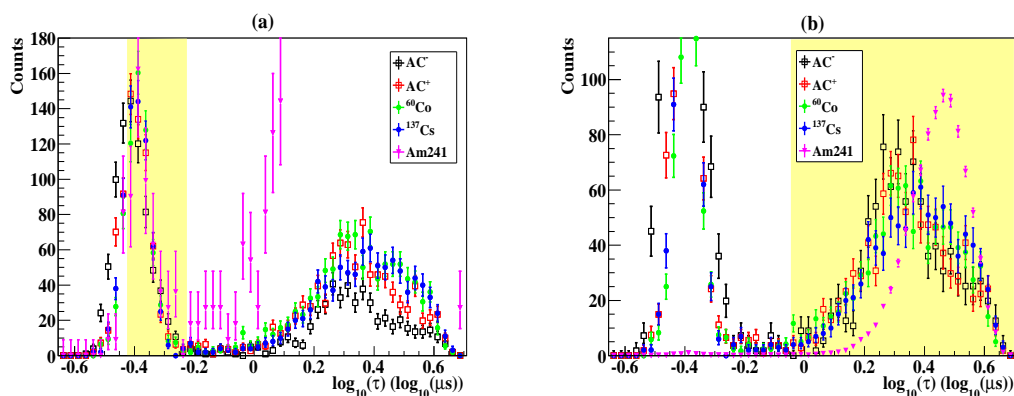 (a)
Counts
180
160
140
120
100
80
60
40
20
0
AC⁻
AC⁺
⁶⁰Co
¹³⁷Cs
Am241
-0.6 -0.4 -0.2 0 0.2 0.4 0.6
log₁₀(τ) (log₁₀(μs))
(b)
Counts
100
80
60
40
20
0
AC⁻
AC⁺
⁶⁰Co
¹³⁷Cs
Am241
-0.6 -0.4 -0.2 0 0.2 0.4 0.6
log₁₀(τ) (log₁₀(μs))